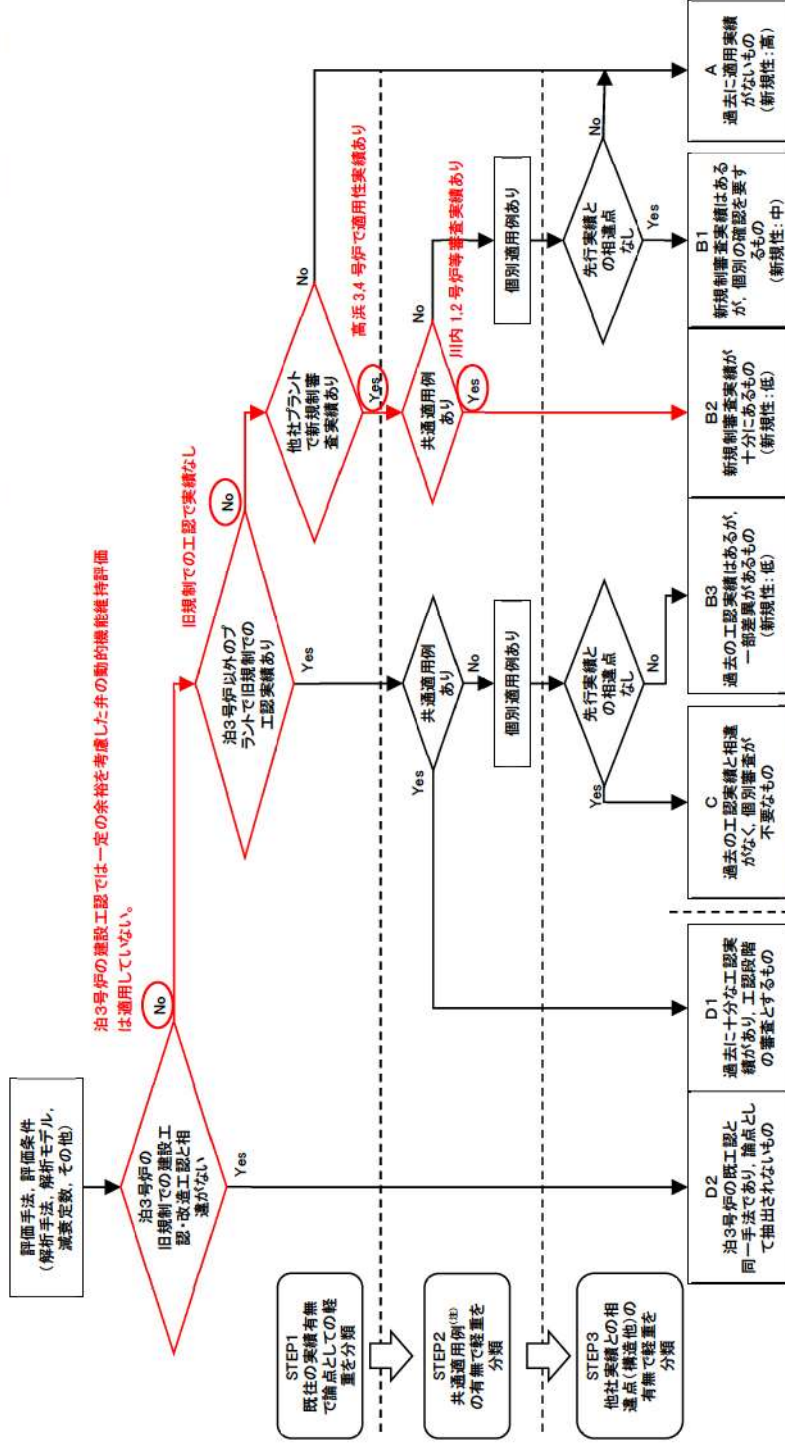 評価手法，評価条件
（解析手法，解析モデル，
減衰定数，その他）
泊3号炉の
旧規制での建設工
認・改造工認と相
違がない
No
Yes
泊3号炉の建設工認では一定の余裕を考慮した弁の動的機能維持評価
は適用していない。
泊3号炉以外のプ
ラントで旧規制での
工認実績あり
No
Yes
旧規制での工認で実績なし
他社プラント
で新規制審
査実績あり
No
Yes
高浜3,4号炉で適用性実績あり
STEP1
既往の実績有無
で論点としての軽
重を分類
STEP2
共通適用例(注)
の有無で軽重を
分類
STEP3
他社実績との相
違点（構造他）の
有無で軽重を
分類
共通適用例
あり
Yes
No
個別適用例あり
先行実績と
の相違点
なし
Yes
No
共通適用例
あり
No
Yes
川内1,2号炉等審査実績あり
個別適用例あり
先行実績と
の相違点
なし
No
Yes
D2
泊3号炉の既工認と
同一手法であり，論点とし
て抽出されないもの
D1
過去に十分な工認実
績があり，工認段階
の審査とするもの
C
過去の工認実績と相違
がなく，個別審査が
不要なもの
B3
過去の工認実績はあるが，
一部差異があるもの
（新規性：低）
B2
新規制審査実績が
十分にあるもの
（新規性：低）
B1
新規制審査実績はある
が，個別の確認を要す
るもの
（新規性：中）
A
過去に適用実績
がないもの
（新規性：高）